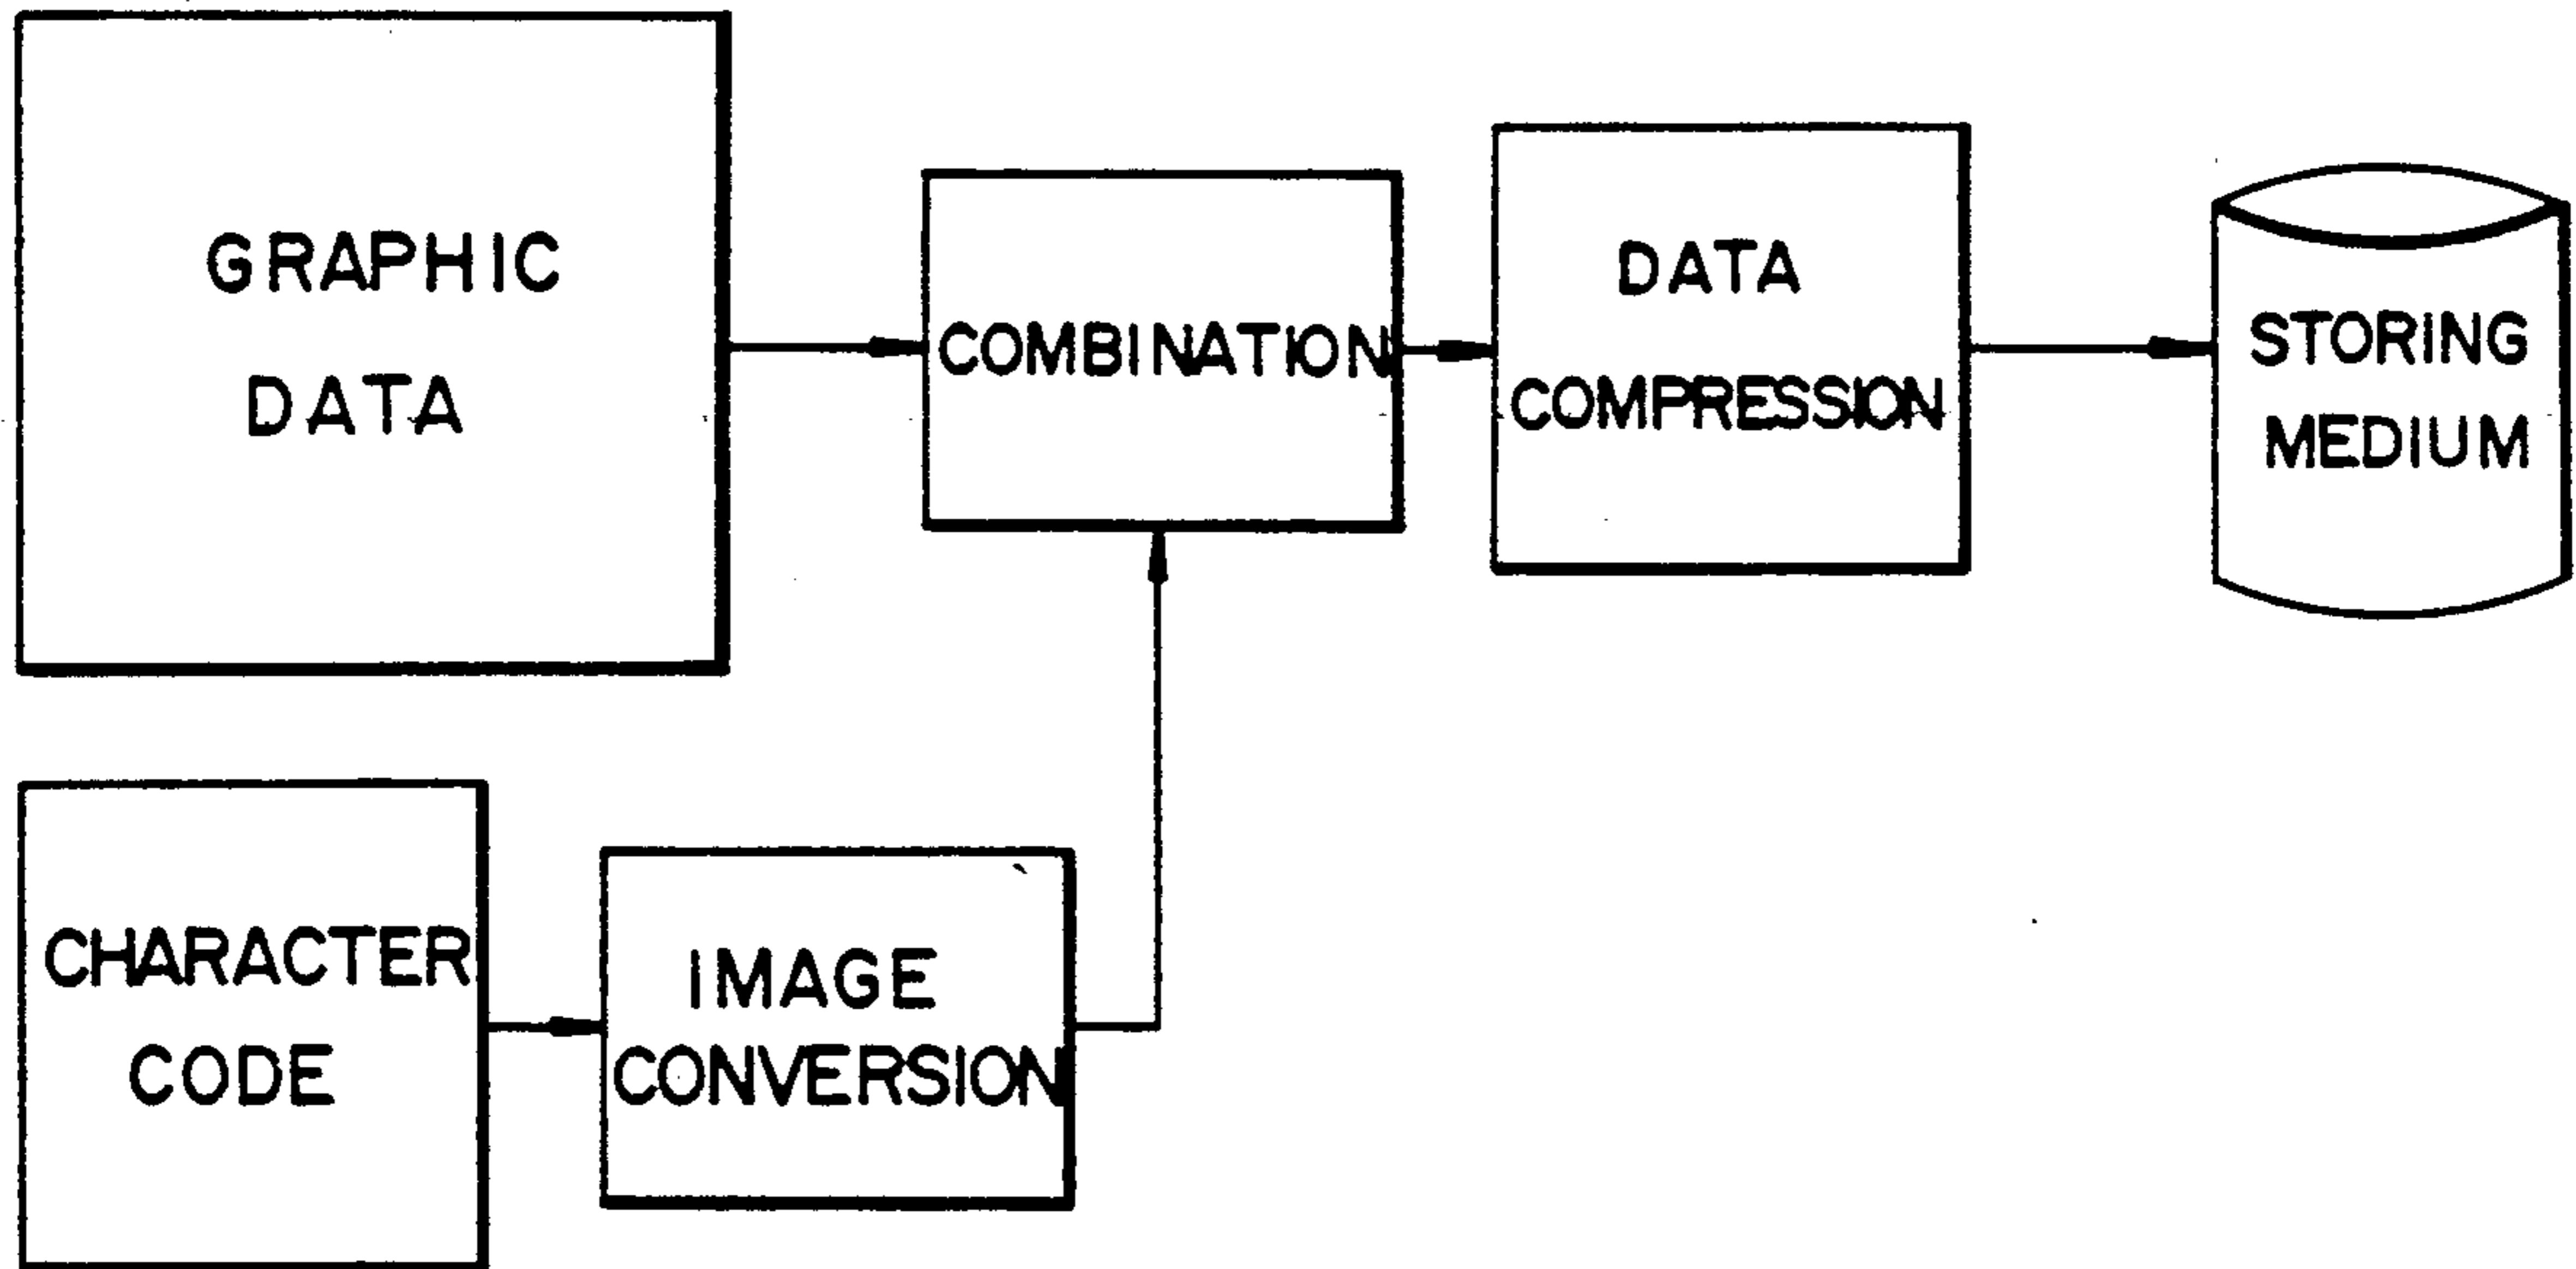 GRAPHIC
DATA
COMBINATION
DATA
COMPRESSION
STORING
MEDIUM
CHARACTER
CODE
IMAGE
CONVERSION